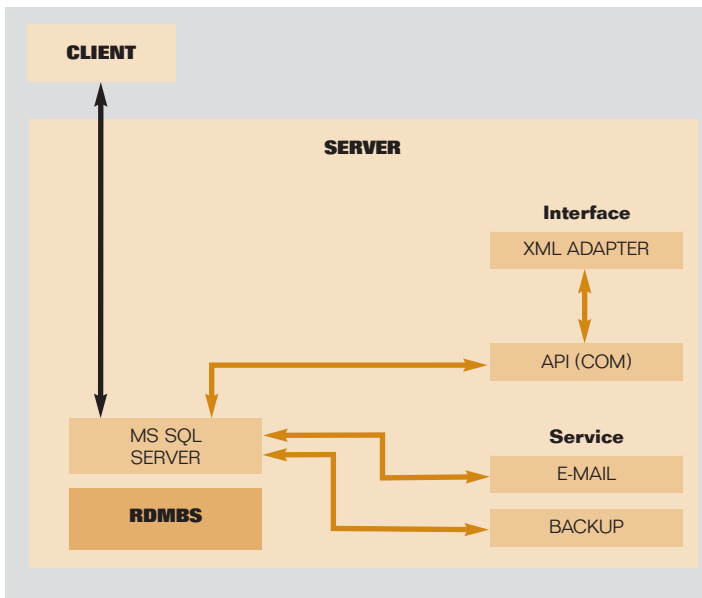 CLIENT
SERVER
Interface
XML ADAPTER
API (COM)
MS SQL
SERVER
Service
E-MAIL
RDMBS
BACKUP